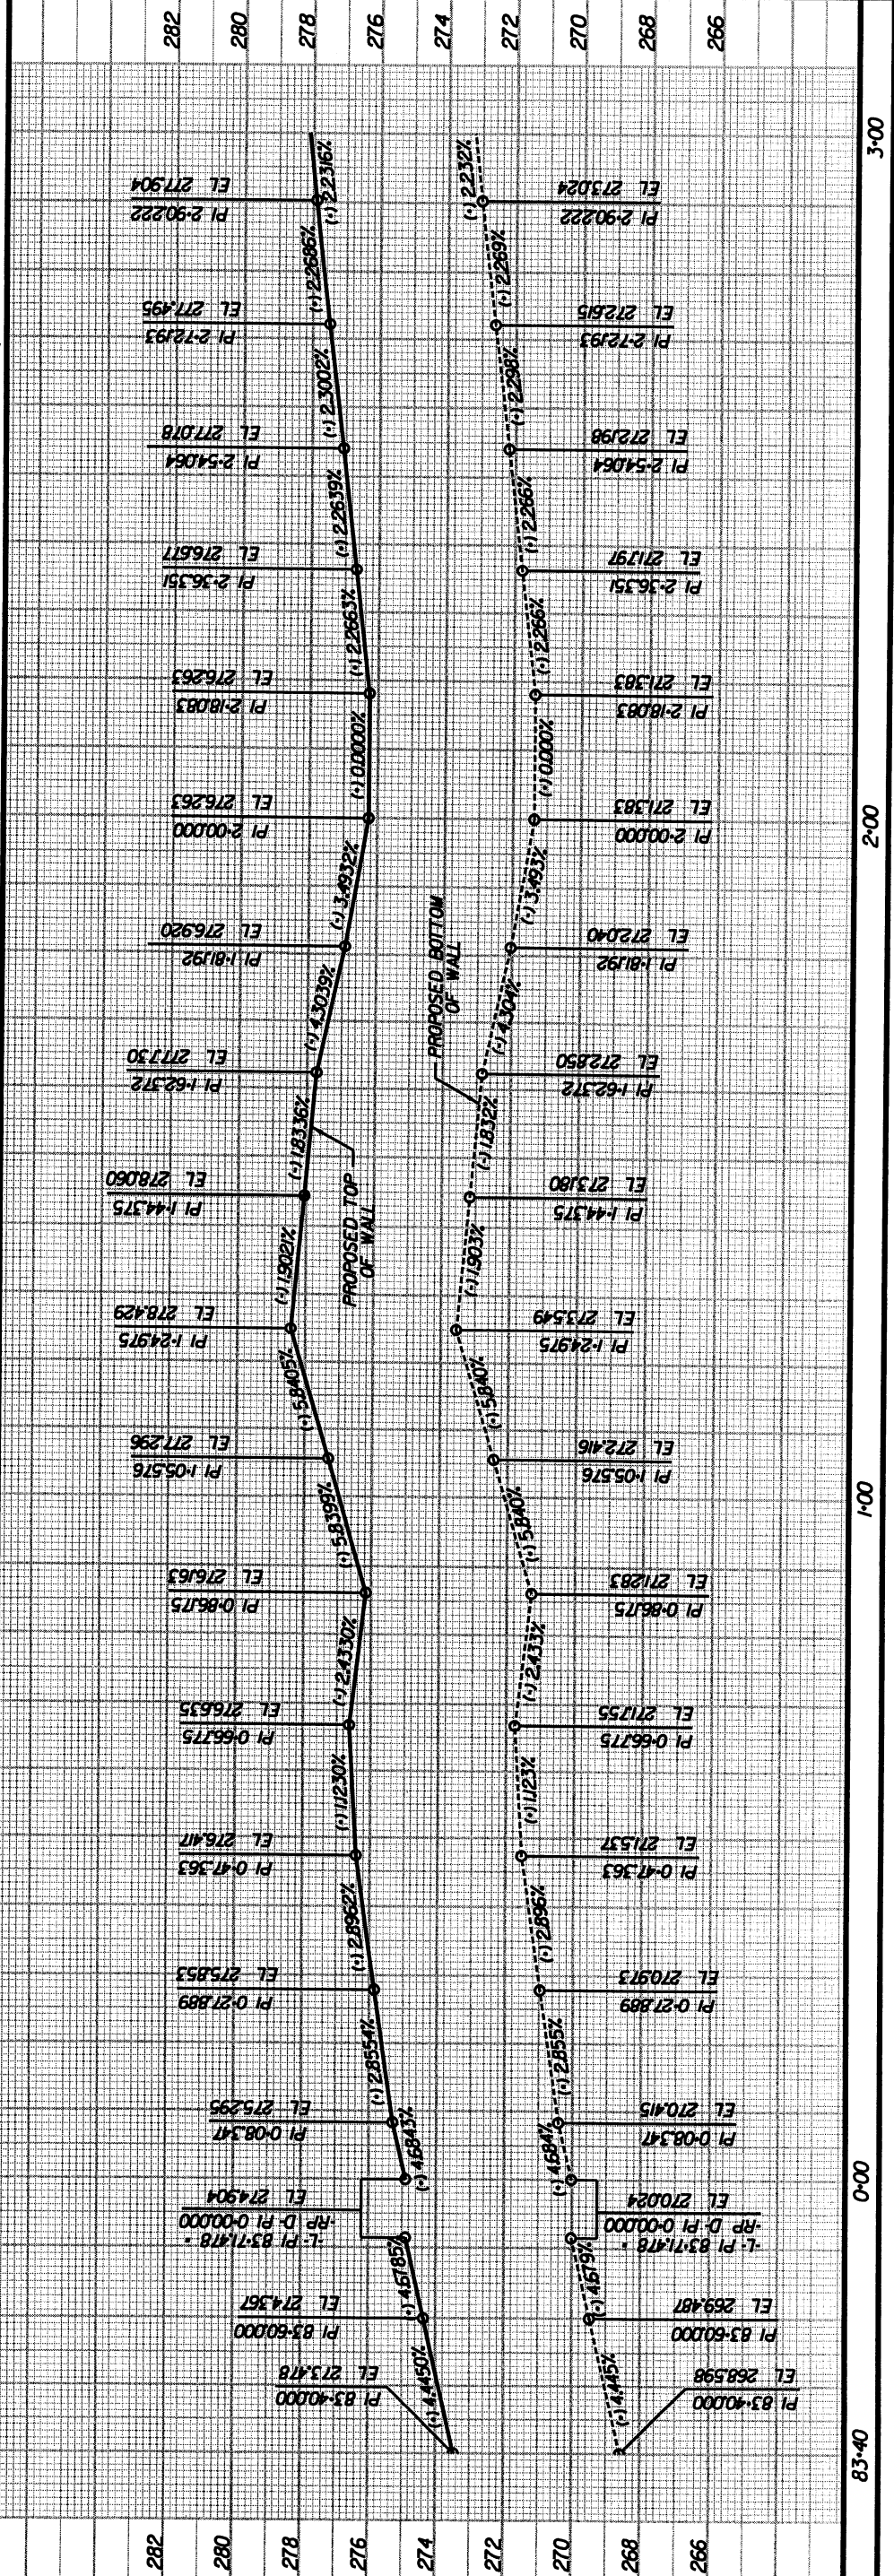 282
280
278
276
274
272
270
268
266
PI 83+40.000
EL 273.478
(+) 4.4450%
PI 83+60.000
EL 274.367
(+) 4.6785%
-L- PI 83+71.478 =
-RP D- PI 0+00.000
EL 274.904
(+) 4.6843%
PI 0+08.347
EL 275.295
(+) 2.8554%
PI 0+27.889
EL 275.853
(+) 2.8962%
PI 0+47.363
EL 276.417
(+) 1.1230%
PI 0+66.775
EL 276.635
(-) 2.4330%
PI 0+86.175
EL 276.163
(+) 5.8399%
PI 1+05.576
EL 277.296
(+) 5.8405%
PI 1+24.975
EL 278.429
(-) 1.9021%
PI 1+44.375
EL 278.060
(-) 1.8336%
PROPOSED TOP
OF WALL
PI 1+62.372
EL 277.730
(-) 4.3039%
PI 1+81.192
EL 276.920
(-) 3.4932%
PI 2+00.000
EL 276.263
(+) 0.0000%
PI 2+18.083
EL 276.263
(+) 2.2663%
PI 2+36.351
EL 276.677
(+) 2.2639%
PI 2+54.064
EL 277.078
(+) 2.3002%
PI 2+72.193
EL 277.495
(+) 2.2686%
PI 2+90.222
EL 277.904
(+) 2.2316%
PI 83+40.000
EL 268.598
(+) 4.445%
PI 83+60.000
EL 269.487
(+) 4.679%
-L- PI 83+71.478 =
-RP D- PI 0+00.000
EL 270.024
(+) 4.684%
PI 0+08.347
EL 270.415
(+) 2.855%
PI 0+27.889
EL 270.973
(+) 2.896%
PI 0+47.363
EL 271.537
(+) 1.123%
PI 0+66.775
EL 271.755
(-) 2.433%
PI 0+86.175
EL 271.283
(+) 5.840%
PI 1+05.576
EL 272.416
(+) 5.840%
PI 1+24.975
EL 273.549
(-) 1.903%
PI 1+44.375
EL 273.180
(-) 1.832%
PROPOSED BOTTOM
OF WALL
PI 1+62.372
EL 272.850
(-) 4.304%
PI 1+81.192
EL 272.040
(-) 3.493%
PI 2+00.000
EL 271.383
(+) 0.000%
PI 2+18.083
EL 271.383
(+) 2.266%
PI 2+36.351
EL 271.797
(+) 2.266%
PI 2+54.064
EL 272.198
(+) 2.298%
PI 2+72.193
EL 272.615
(+) 2.269%
PI 2+90.222
EL 273.024
(+) 2.232%
282
280
278
276
274
272
270
268
266
83+40
0+00
1+00
2+00
3+00